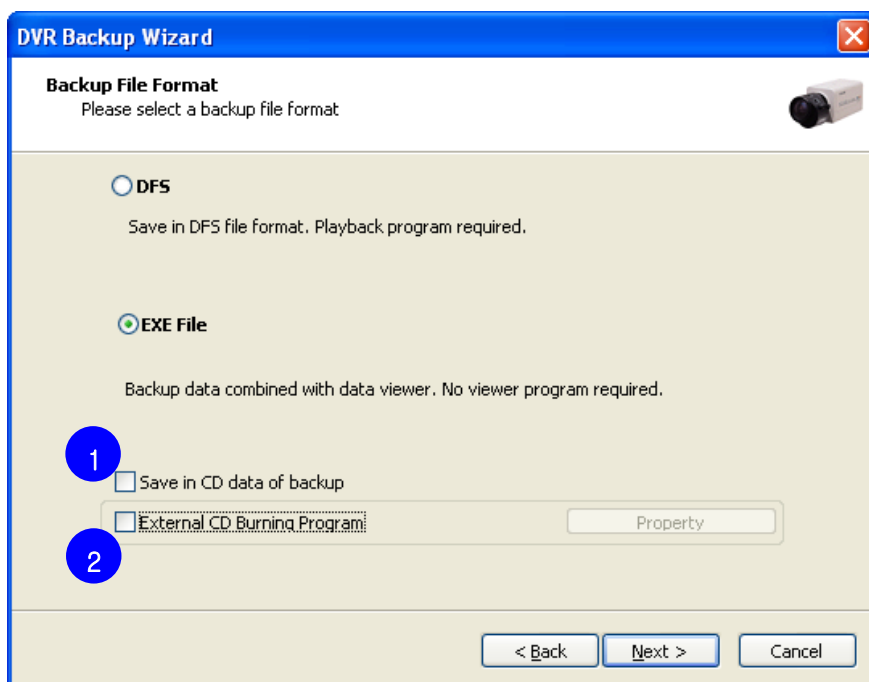 DVR Backup Wizard
Backup File Format
Please select a backup file format
DFS
Save in DFS file format. Playback program required.
EXE File
Backup data combined with data viewer. No viewer program required.
1
Save in CD data of backup
External CD Burning Program
Property
2
< Back
Next >
Cancel